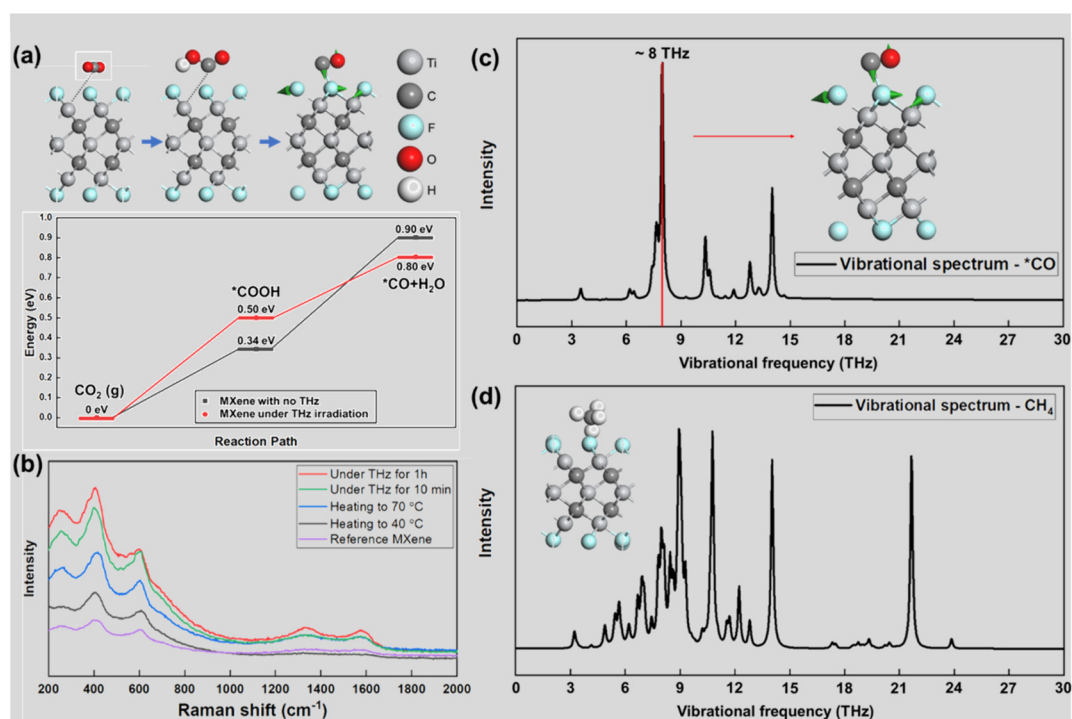 (a)
Ti
C
F
O
H
Energy (eV)
1.0
0.9
0.8
0.7
0.6
0.5
0.4
0.3
0.2
0.1
0.0
CO₂ (g)
0 eV
*COOH
0.50 eV
0.34 eV
0.90 eV
0.80 eV
*CO+H₂O
MXene with no THz
MXene under THz irradiation
Reaction Path
(b)
Intensity
Under THz for 1h
Under THz for 10 min
Heating to 70 °C
Heating to 40 °C
Reference MXene
200 400 600 800 1000 1200 1400 1600 1800 2000
Raman shift (cm⁻¹)
(c)
~ 8 THz
Intensity
Vibrational spectrum - *CO
0 3 6 9 12 15 18 21 24 27 30
Vibrational frequency (THz)
(d)
Intensity
Vibrational spectrum - CH₄
0 3 6 9 12 15 18 21 24 27 30
Vibrational frequency (THz)